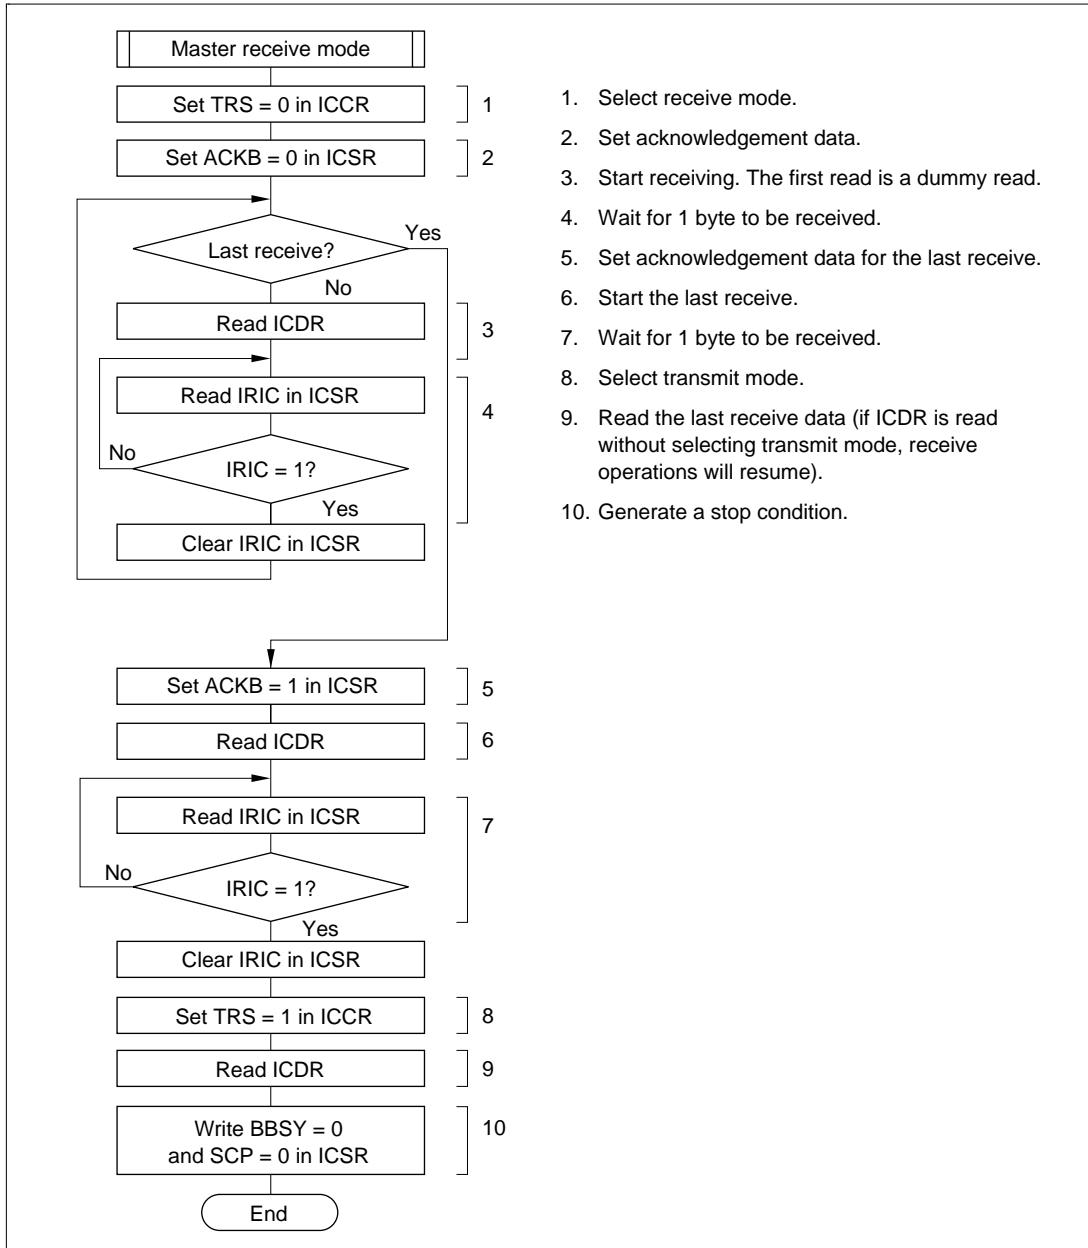 Master receive mode
Set TRS = 0 in ICCR
1
Set ACKB = 0 in ICSR
2
Last receive?
Yes
No
Read ICDR
3
Read IRIC in ICSR
4
No
IRIC = 1?
Yes
Clear IRIC in ICSR
Set ACKB = 1 in ICSR
5
Read ICDR
6
Read IRIC in ICSR
7
No
IRIC = 1?
Yes
Clear IRIC in ICSR
Set TRS = 1 in ICCR
8
Read ICDR
9
Write BBSY = 0
and SCP = 0 in ICSR
10
End
1. Select receive mode.
2. Set acknowledgement data.
3. Start receiving. The first read is a dummy read.
4. Wait for 1 byte to be received.
5. Set acknowledgement data for the last receive.
6. Start the last receive.
7. Wait for 1 byte to be received.
8. Select transmit mode.
9. Read the last receive data (if ICDR is read
without selecting transmit mode, receive
operations will resume).
10. Generate a stop condition.